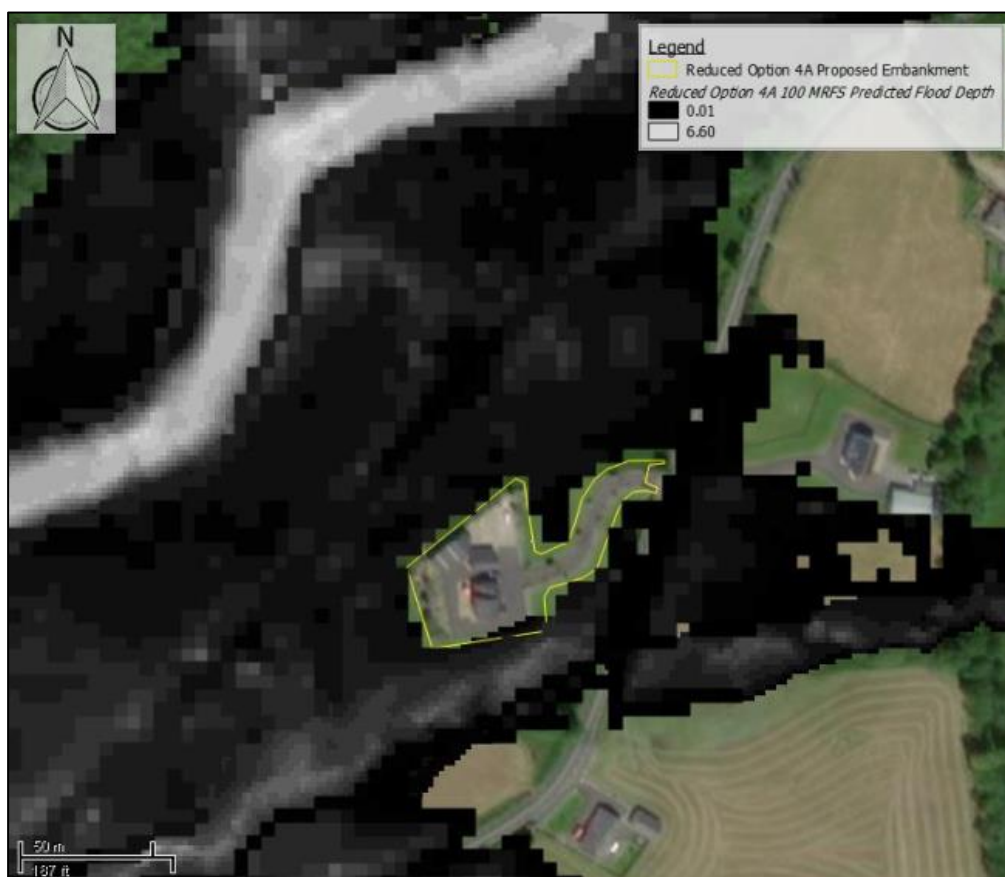 N
Legend
Reduced Option 4A Proposed Embankment
Reduced Option 4A 100 MRFS Predicted Flood Depth
0.01
6.60
50 m
187 ft